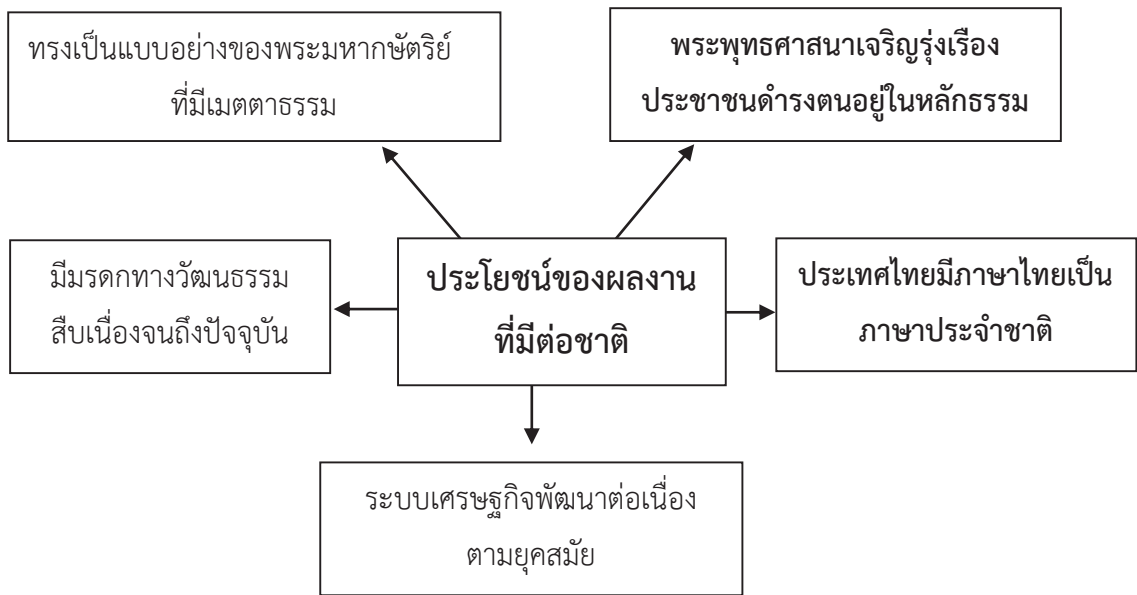 ทรงเป็นแบบอย่างของพระมหากษัตริย์
ที่มีเมตตาธรรม
พระพุทธศาสนาเจริญรุ่งเรือง
ประชาชนดำรงตนอยู่ในหลักธรรม
มีมรดกทางวัฒนธรรม
สืบเนื่องจนถึงปัจจุบัน
ประโยชน์ของผลงาน
ที่มีต่อชาติ
ประเทศไทยมีภาษาไทยเป็น
ภาษาประจำชาติ
ระบบเศรษฐกิจพัฒนาต่อเนื่อง
ตามยุคสมัย